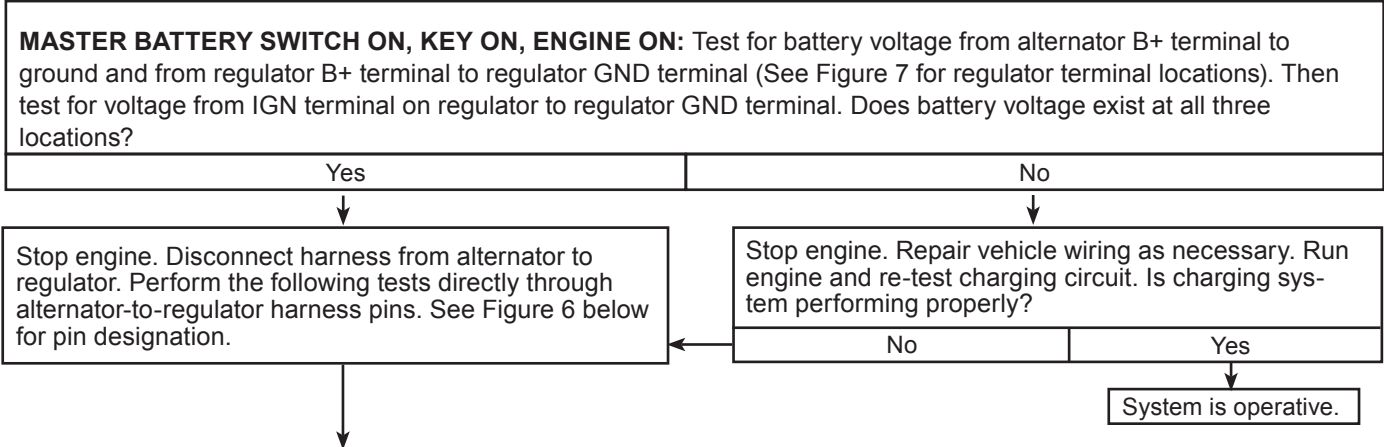 MASTER BATTERY SWITCH ON, KEY ON, ENGINE ON: Test for battery voltage from alternator B+ terminal to
ground and from regulator B+ terminal to regulator GND terminal (See Figure 7 for regulator terminal locations). Then
test for voltage from IGN terminal on regulator to regulator GND terminal. Does battery voltage exist at all three
locations?
Yes
No
Stop engine. Disconnect harness from alternator to
regulator. Perform the following tests directly through
alternator-to-regulator harness pins. See Figure 6 below
for pin designation.
Stop engine. Repair vehicle wiring as necessary. Run
engine and re-test charging circuit. Is charging sys-
tem performing properly?
No
Yes
System is operative.